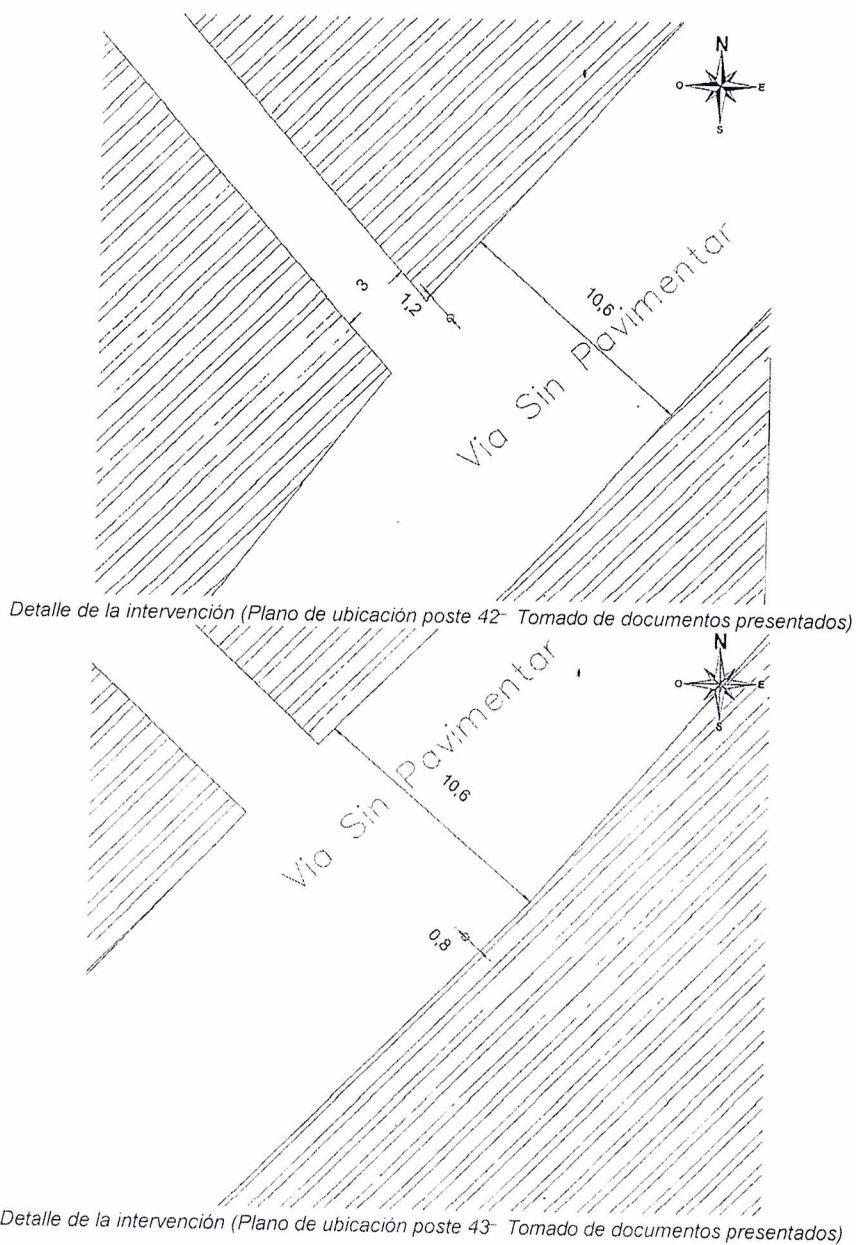 N
O E
S
3
1,2
10,6
Via Sin Pavimentar
Detalle de la intervención (Plano de ubicación poste 42- Tomado de documentos presentados)
N
O E
S
Via Sin Pavimentar
10,6
0,8
Detalle de la intervención (Plano de ubicación poste 43- Tomado de documentos presentados)